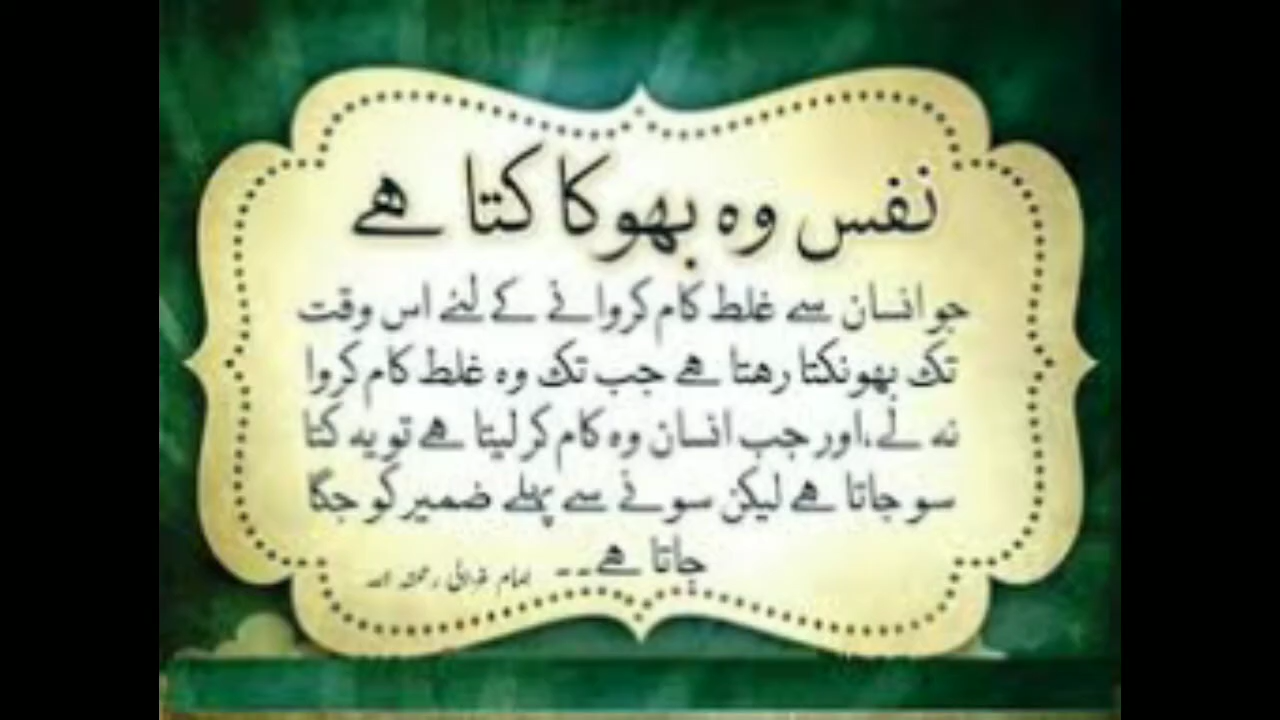 نفس وہ بھوکا کتا ہے
جو انسان سے غلط کام کروانے کے لئے اس وقت
تک بھونکتا رھتا ہے جب تک وہ غلط کام کروا
نہ لے،اور جب انسان وہ کام کر لیتا ہے تو یہ کتا
سو جاتا ہے لیکن سونے سے پہلے ضمیر کو جگا
جاتا ہے۔۔
امام غزالی رحمتہ اللہ